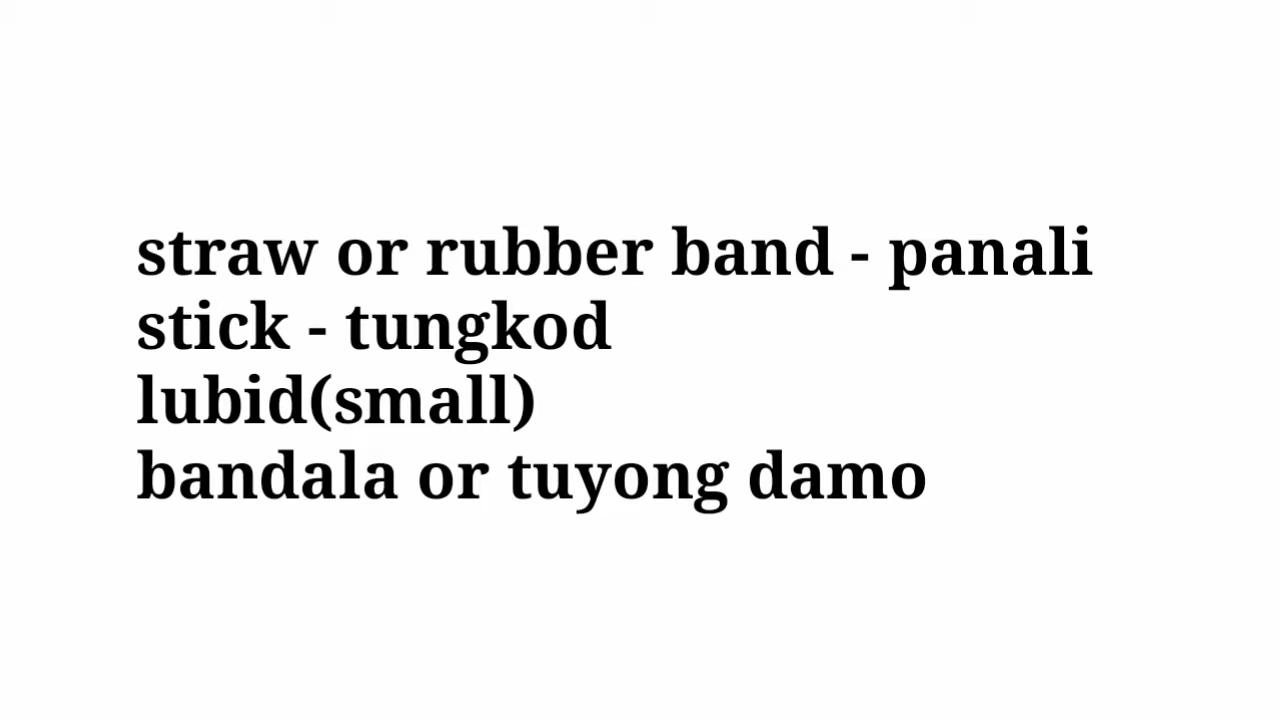 straw or rubber band - panali
stick - tungkod
lubid(small)
bandala or tuyong damo